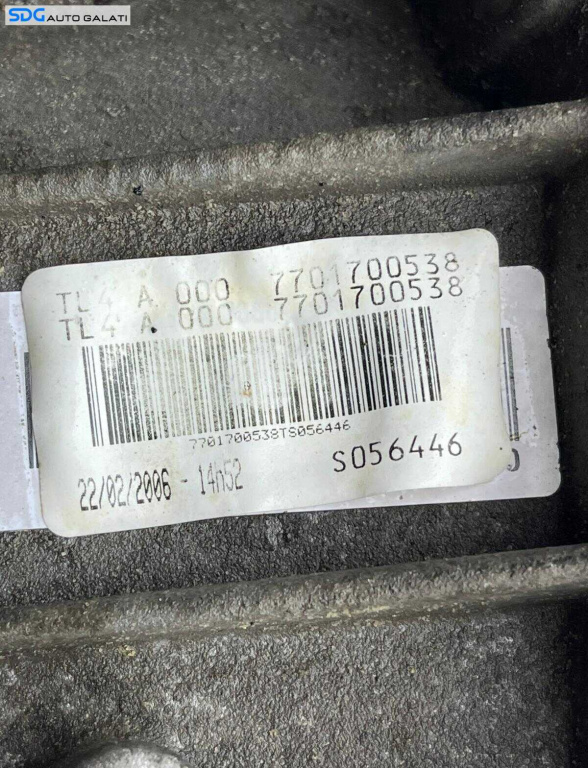 SDG AUTO GALATI
TL4 A 000 7701700538
TL4 A 000 7701700538
7701700538TS056446
22/02/2006 - 14h52
S056446